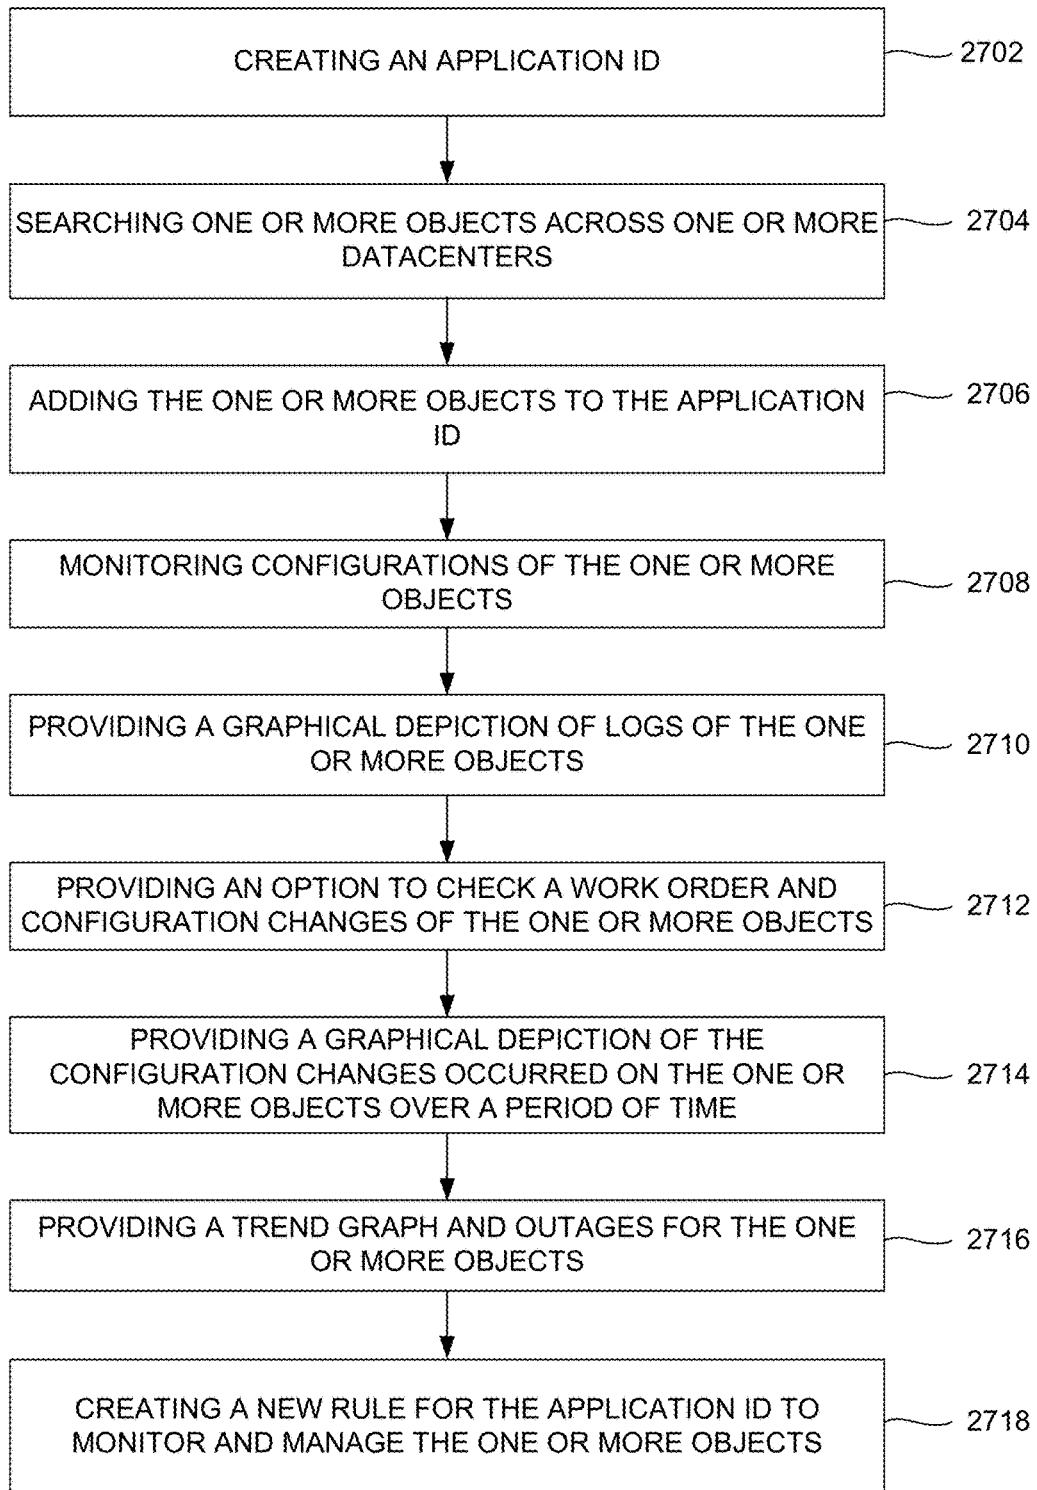 CREATING AN APPLICATION ID
2702
SEARCHING ONE OR MORE OBJECTS ACROSS ONE OR MORE
DATACENTERS
2704
ADDING THE ONE OR MORE OBJECTS TO THE APPLICATION
ID
2706
MONITORING CONFIGURATIONS OF THE ONE OR MORE
OBJECTS
2708
PROVIDING A GRAPHICAL DEPICTION OF LOGS OF THE ONE
OR MORE OBJECTS
2710
PROVIDING AN OPTION TO CHECK A WORK ORDER AND
CONFIGURATION CHANGES OF THE ONE OR MORE OBJECTS
2712
PROVIDING A GRAPHICAL DEPICTION OF THE
CONFIGURATION CHANGES OCCURRED ON THE ONE OR
MORE OBJECTS OVER A PERIOD OF TIME
2714
PROVIDING A TREND GRAPH AND OUTAGES FOR THE ONE
OR MORE OBJECTS
2716
CREATING A NEW RULE FOR THE APPLICATION ID TO
MONITOR AND MANAGE THE ONE OR MORE OBJECTS
2718